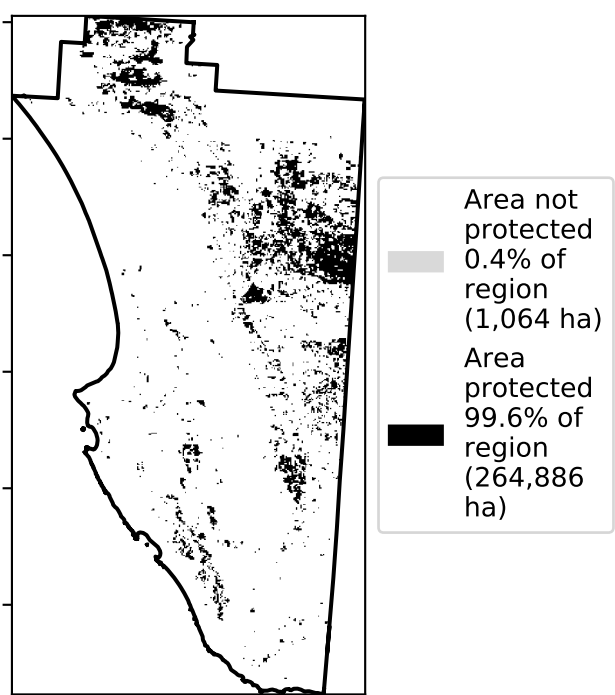 Area not
protected
0.4% of
region
(1,064 ha)
Area
protected
99.6% of
region
(264,886
ha)